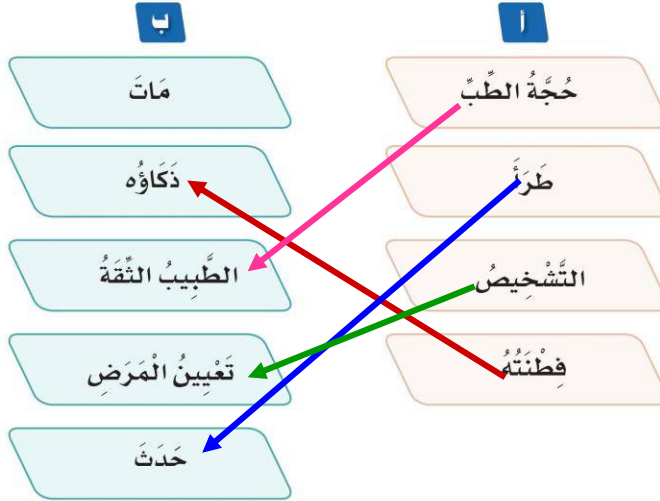 أ
ب
حُجَّةُ الطِّبِّ
مَاتَ
طَرَأَ
ذَكَاؤُه
التَّشْخِيصُ
الطَّبِيبُ الثِّقَةُ
فِطْنَتُهُ
تَعْيِينُ الْمَرَضِ
حَدَثَ